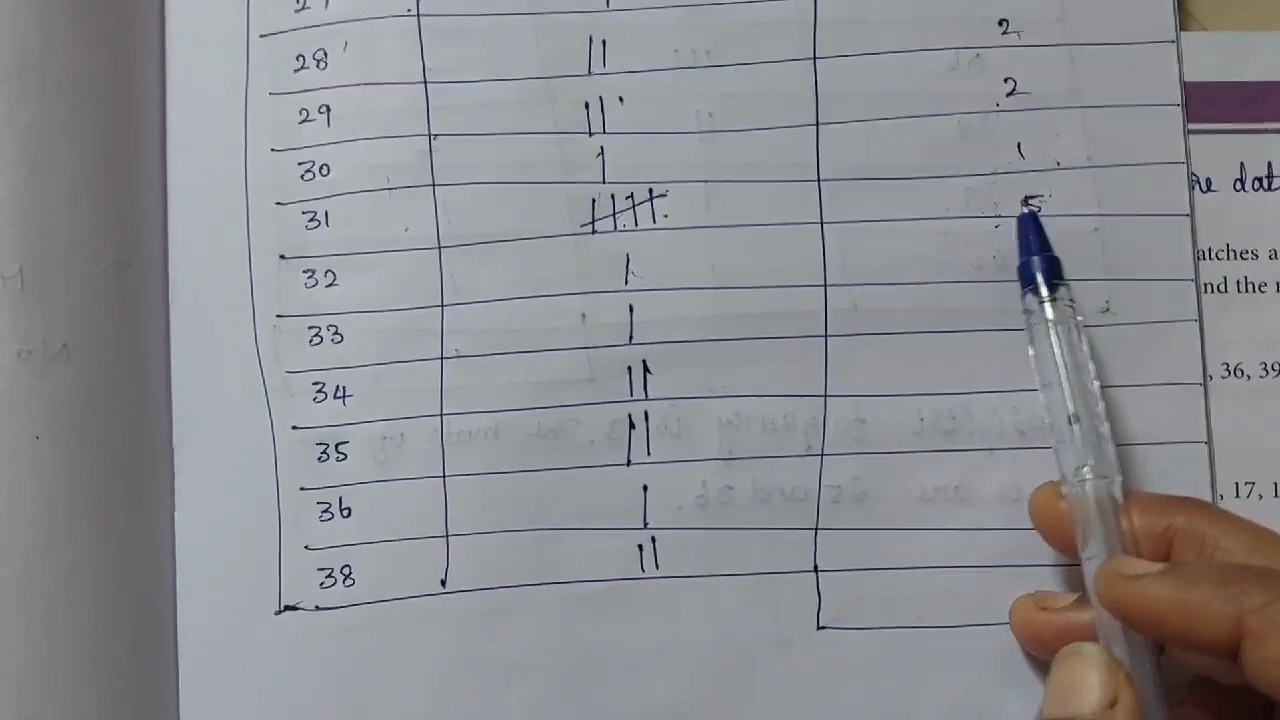 27
28 || 2
29 || 2
30 | 1
31 |||| 5
32 |
33 |
34 ||
35 ||
36 |
38 ||
re dat
atches a
nd the
, 36, 39
, 17, 1